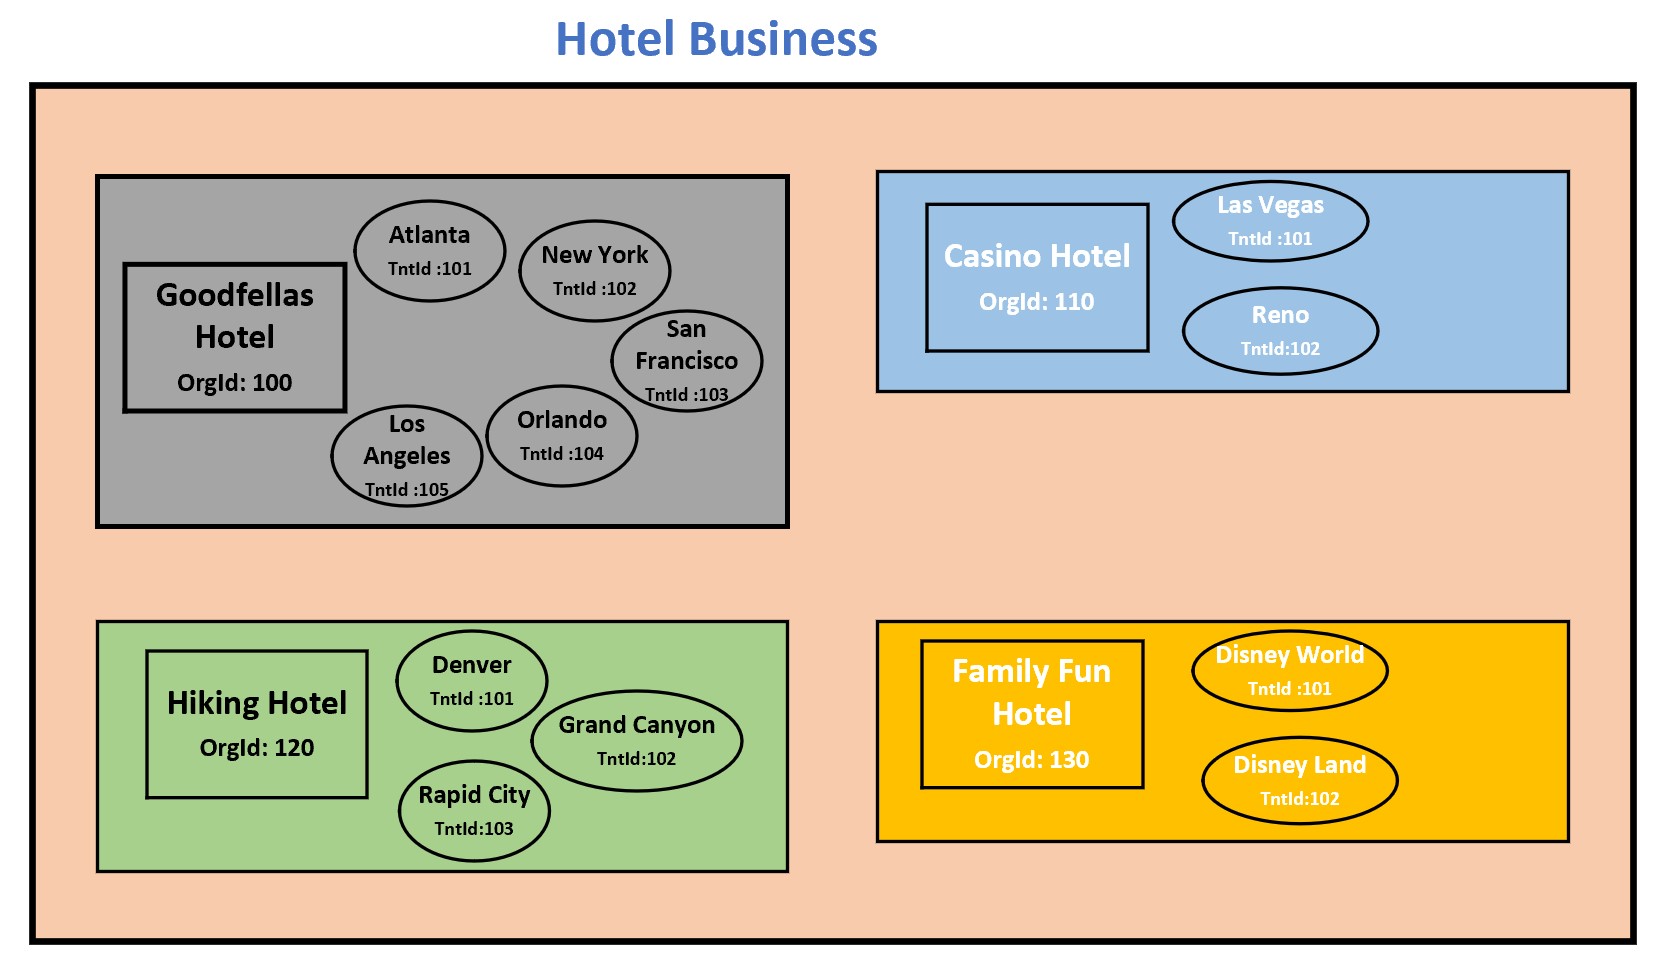 Hotel Business
Goodfellas
Hotel
OrgId: 100
Atlanta
TntId :101
New York
TntId :102
San
Francisco
TntId :103
Orlando
TntId :104
Los
Angeles
TntId :105
Casino Hotel
OrgId: 110
Las Vegas
TntId :101
Reno
TntId:102
Hiking Hotel
OrgId: 120
Denver
TntId :101
Grand Canyon
TntId:102
Rapid City
TntId:103
Family Fun
Hotel
OrgId: 130
Disney World
TntId :101
Disney Land
TntId:102